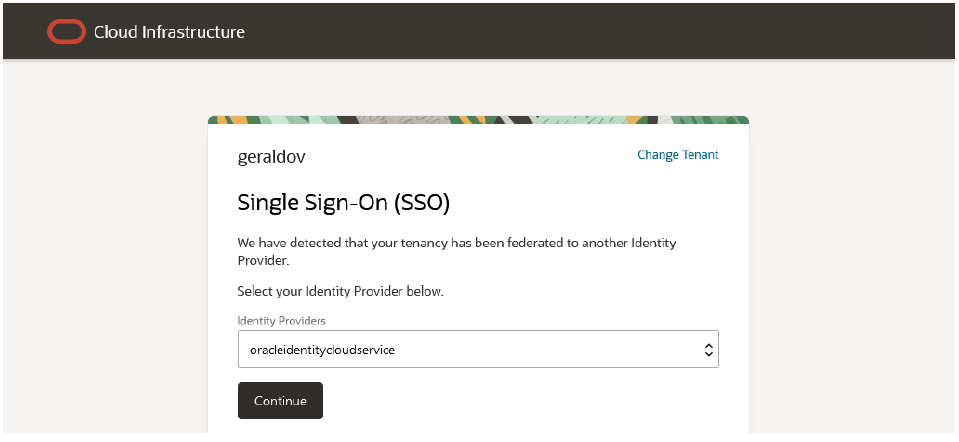 Cloud Infrastructure
geraldov
Change Tenant
Single Sign-On (SSO)
We have detected that your tenancy has been federated to another Identity
Provider.
Select your Identity Provider below.
Identity Providers
oracleidentitycloudservice
Continue